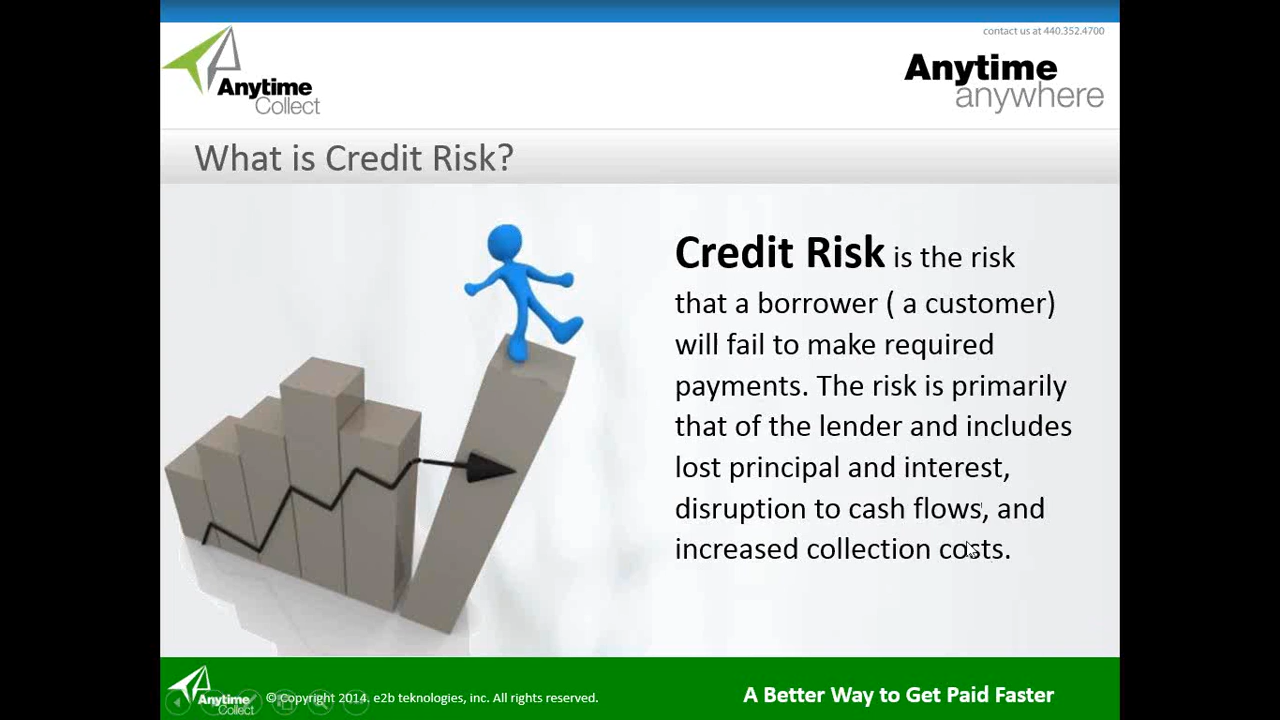 contact us at 440.352.4700
Anytime
Collect
Anytime
anywhere
What is Credit Risk?
Credit Risk is the risk
that a borrower ( a customer)
will fail to make required
payments. The risk is primarily
that of the lender and includes
lost principal and interest,
disruption to cash flows, and
increased collection costs.
Anytime
Collect
© Copyright 2014. e2b teknologies, inc. All rights reserved.
A Better Way to Get Paid Faster